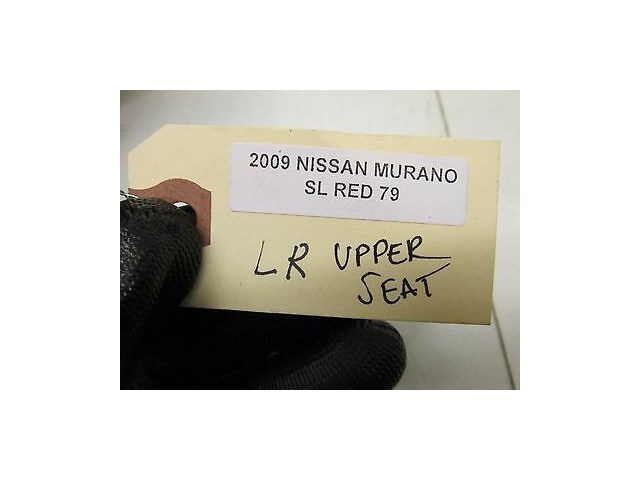 2009 NISSAN MURANO
SL RED 79
LR UPPER
SEAT